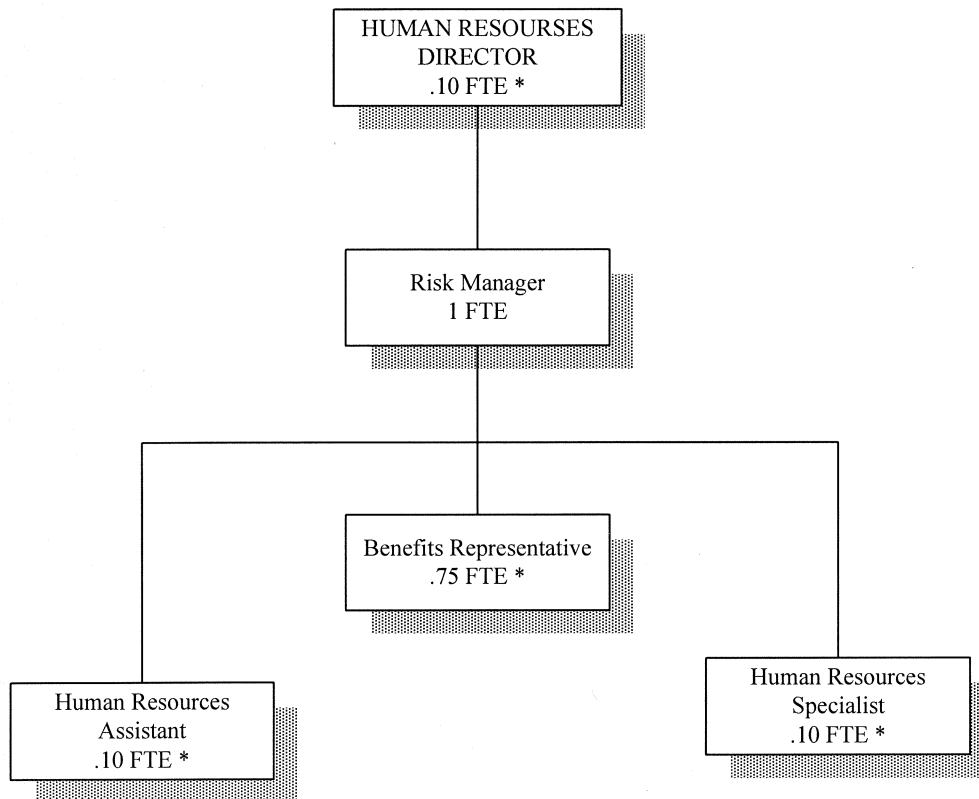 HUMAN RESOURSES
DIRECTOR
.10 FTE *
Risk Manager
1 FTE
Benefits Representative
.75 FTE *
Human Resources
Assistant
.10 FTE *
Human Resources
Specialist
.10 FTE *